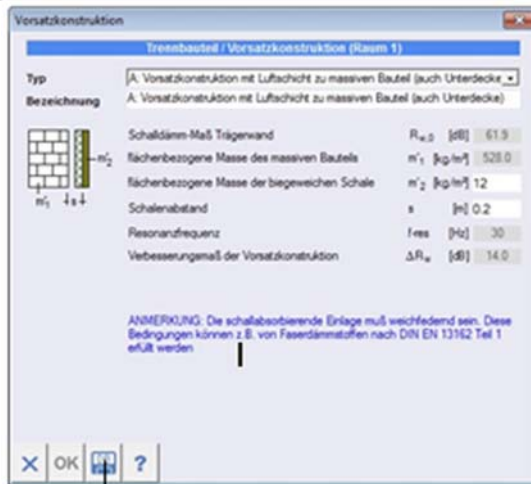 Vorsatzkonstruktion
Trennbauteil / Vorsatzkonstruktion (Raum 1)
Typ A: Vorsatzkonstruktion mit Luftschicht zu massiven Bauteil (auch Unterdecke
Bezeichnung A: Vorsatzkonstruktion mit Luftschicht zu massiven Bauteil (auch Unterdecke)
Schalldämm-Maß Trägerwand R w,0 [dB] 61.9
flächenbezogene Masse des massiven Bauteils m'1 [kg/m²] 528.0
flächenbezogene Masse der biegeweichen Schale m'2 [kg/m²] 12
Schalenabstand s [m] 0.2
Resonanzfrequenz f-res [Hz] 30
Verbesserungsmaß der Vorsatzkonstruktion ΔR w [dB] 14.0
m'2
m'1 s
ANMERKUNG: Die schallabsorbierende Einlage muß weichfedernd sein. Diese
Bedingungen können z.B. von Faserdämmstoffen nach DIN EN 13162 Teil 1
erfüllt werden
X OK ?